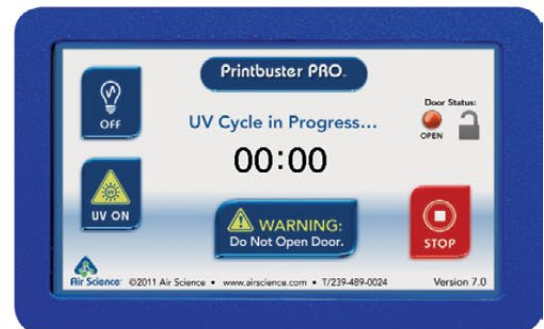 Printbuster PRO™
OFF
UV Cycle in Progress...
Door Status:
OPEN
00:00
UV ON
WARNING:
Do Not Open Door.
STOP
Air Science ©2011 Air Science • www.airscience.com • T/239-489-0024 Version 7.0